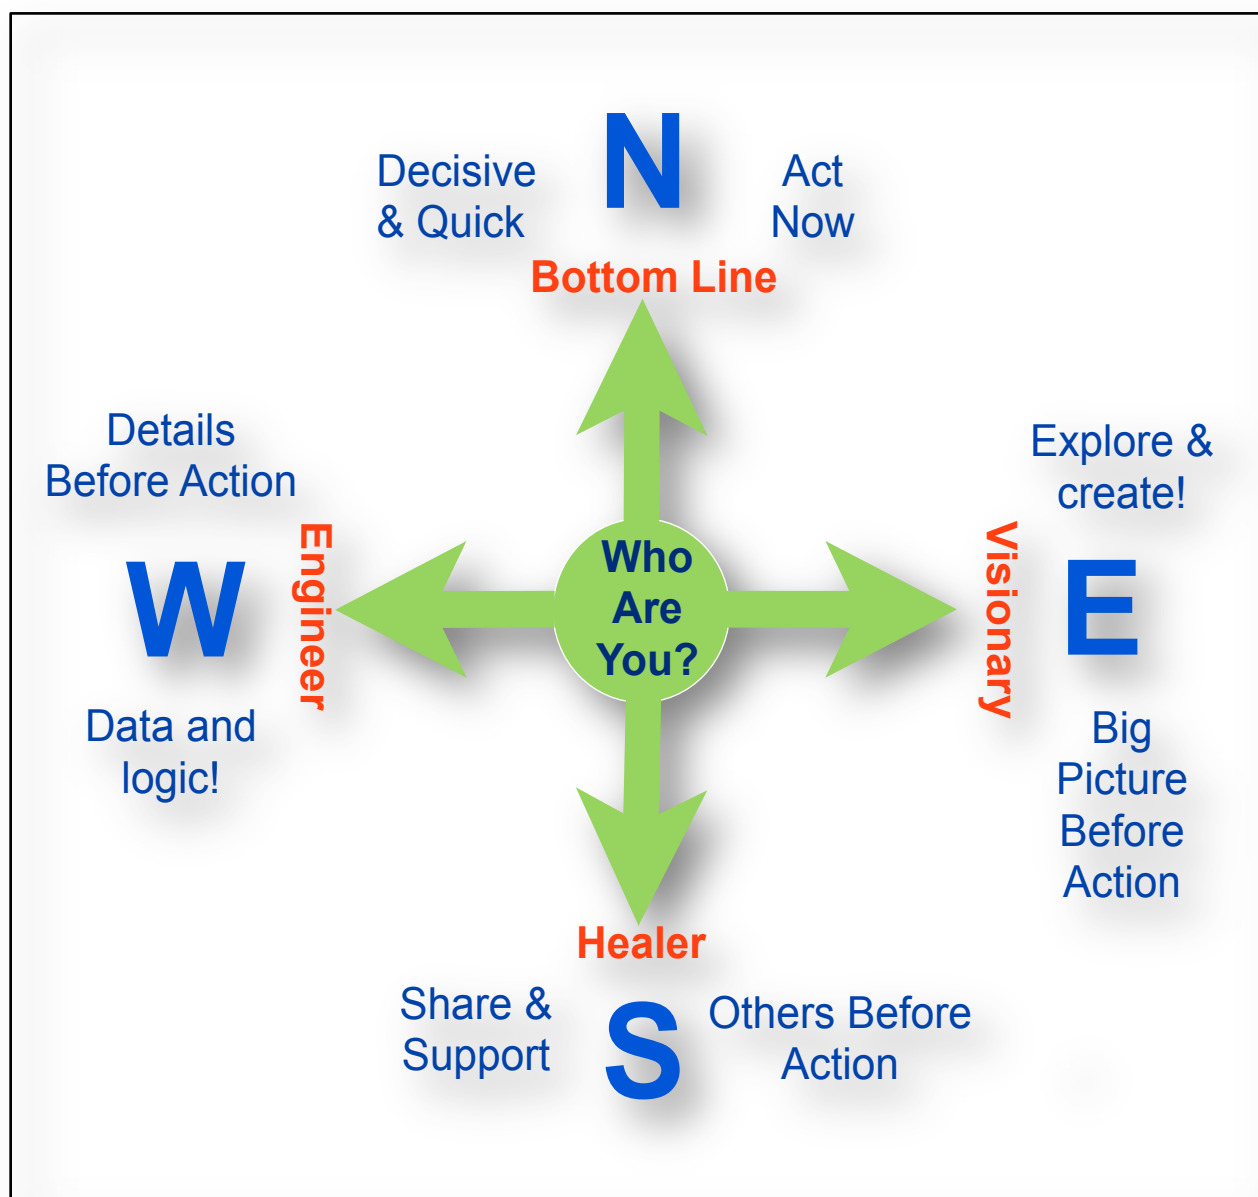 N
Decisive
& Quick
Act
Now
Bottom Line
Details
Before Action
W
Engineer
Data and
logic!
Who
Are
You?
Explore &
create!
Visionary
E
Big
Picture
Before
Action
Healer
Share &
Support
S
Others Before
Action